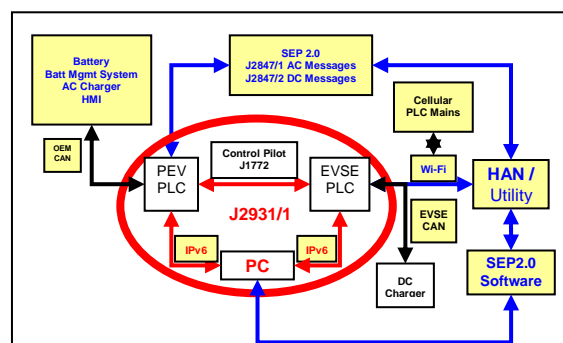 Battery
Batt Mgmt System
AC Charger
HMI
SEP 2.0
J2847/1 AC Messages
J2847/2 DC Messages
Cellular
PLC Mains
OEM
CAN
PEV
PLC
Control Pilot
J1772
EVSE
PLC
Wi-Fi
HAN /
Utility
J2931/1
EVSE
CAN
IPv6
IPv6
PC
DC
Charger
SEP2.0
Software